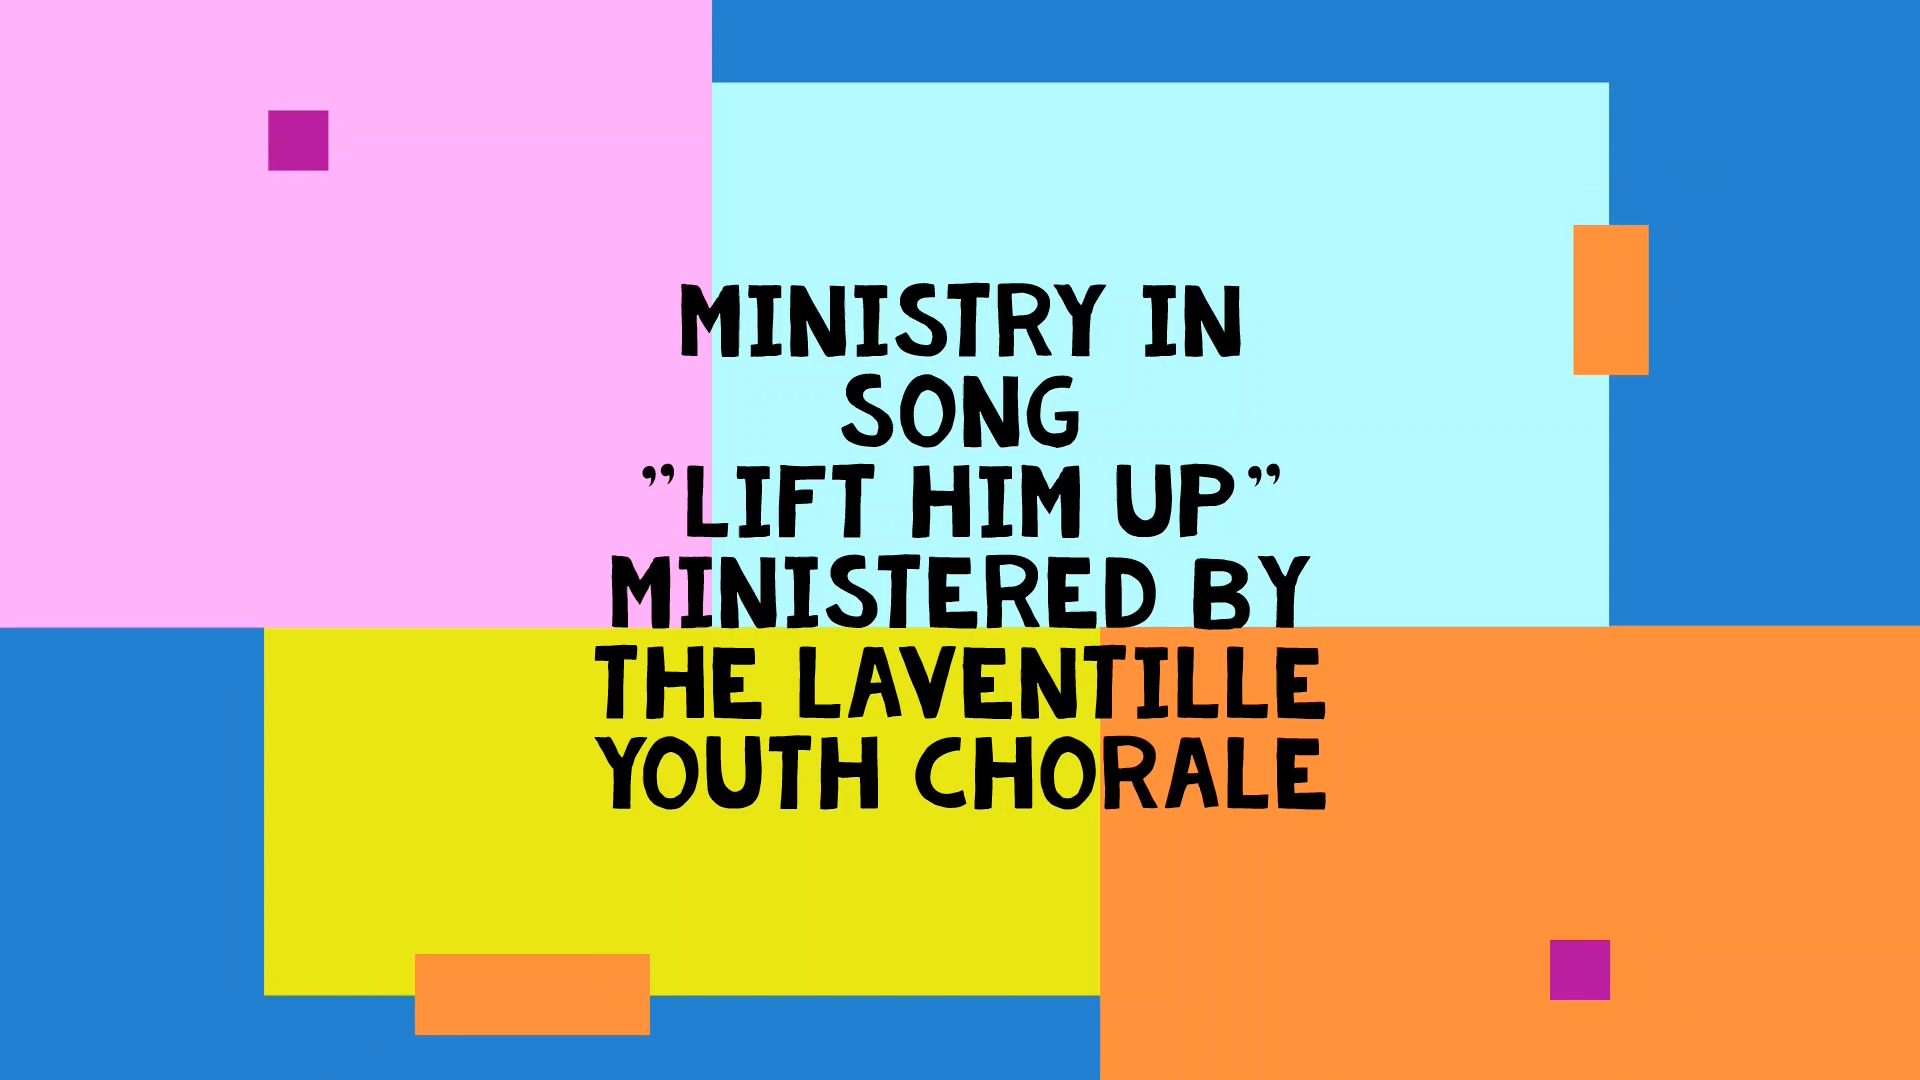 MINISTRY IN
SONG
”LIFT HIM UP”
MINISTERED BY
THE LAVENTILLE
YOUTH CHORALE